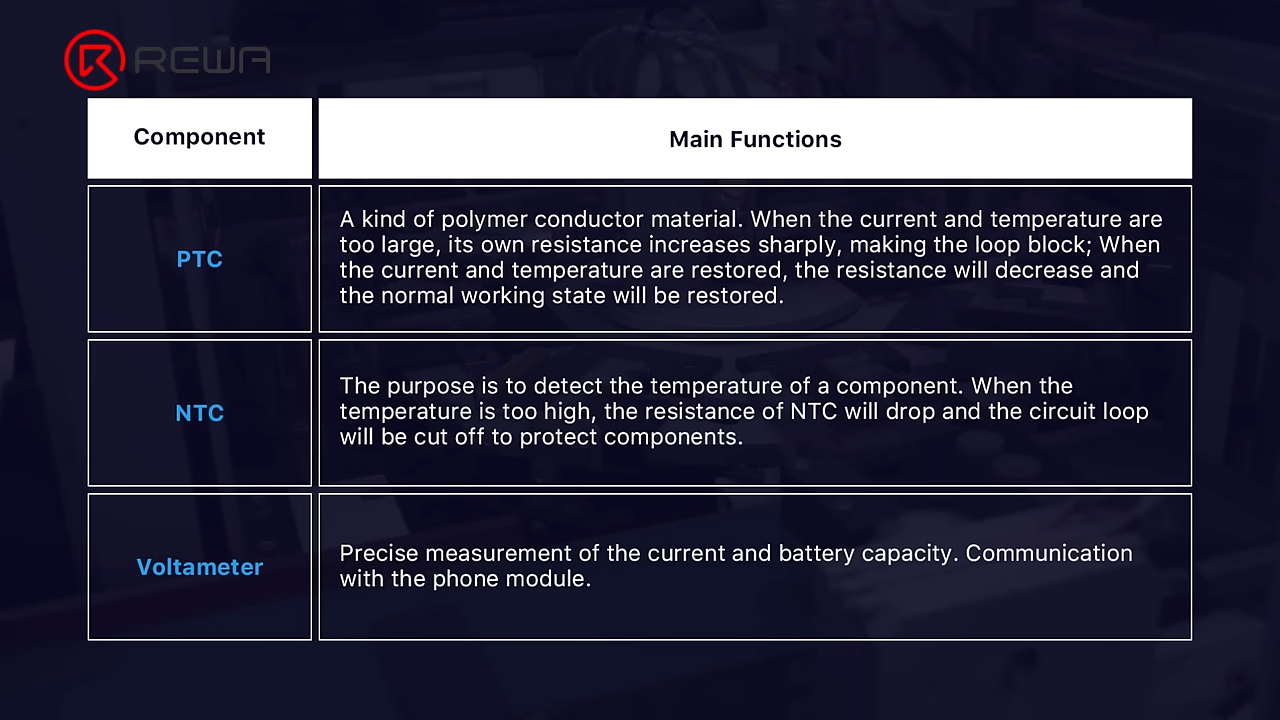 REWA
Component
Main Functions
PTC
A kind of polymer conductor material. When the current and temperature are
too large, its own resistance increases sharply, making the loop block; When
the current and temperature are restored, the resistance will decrease and
the normal working state will be restored.
NTC
The purpose is to detect the temperature of a component. When the
temperature is too high, the resistance of NTC will drop and the circuit loop
will be cut off to protect components.
Voltameter
Precise measurement of the current and battery capacity. Communication
with the phone module.